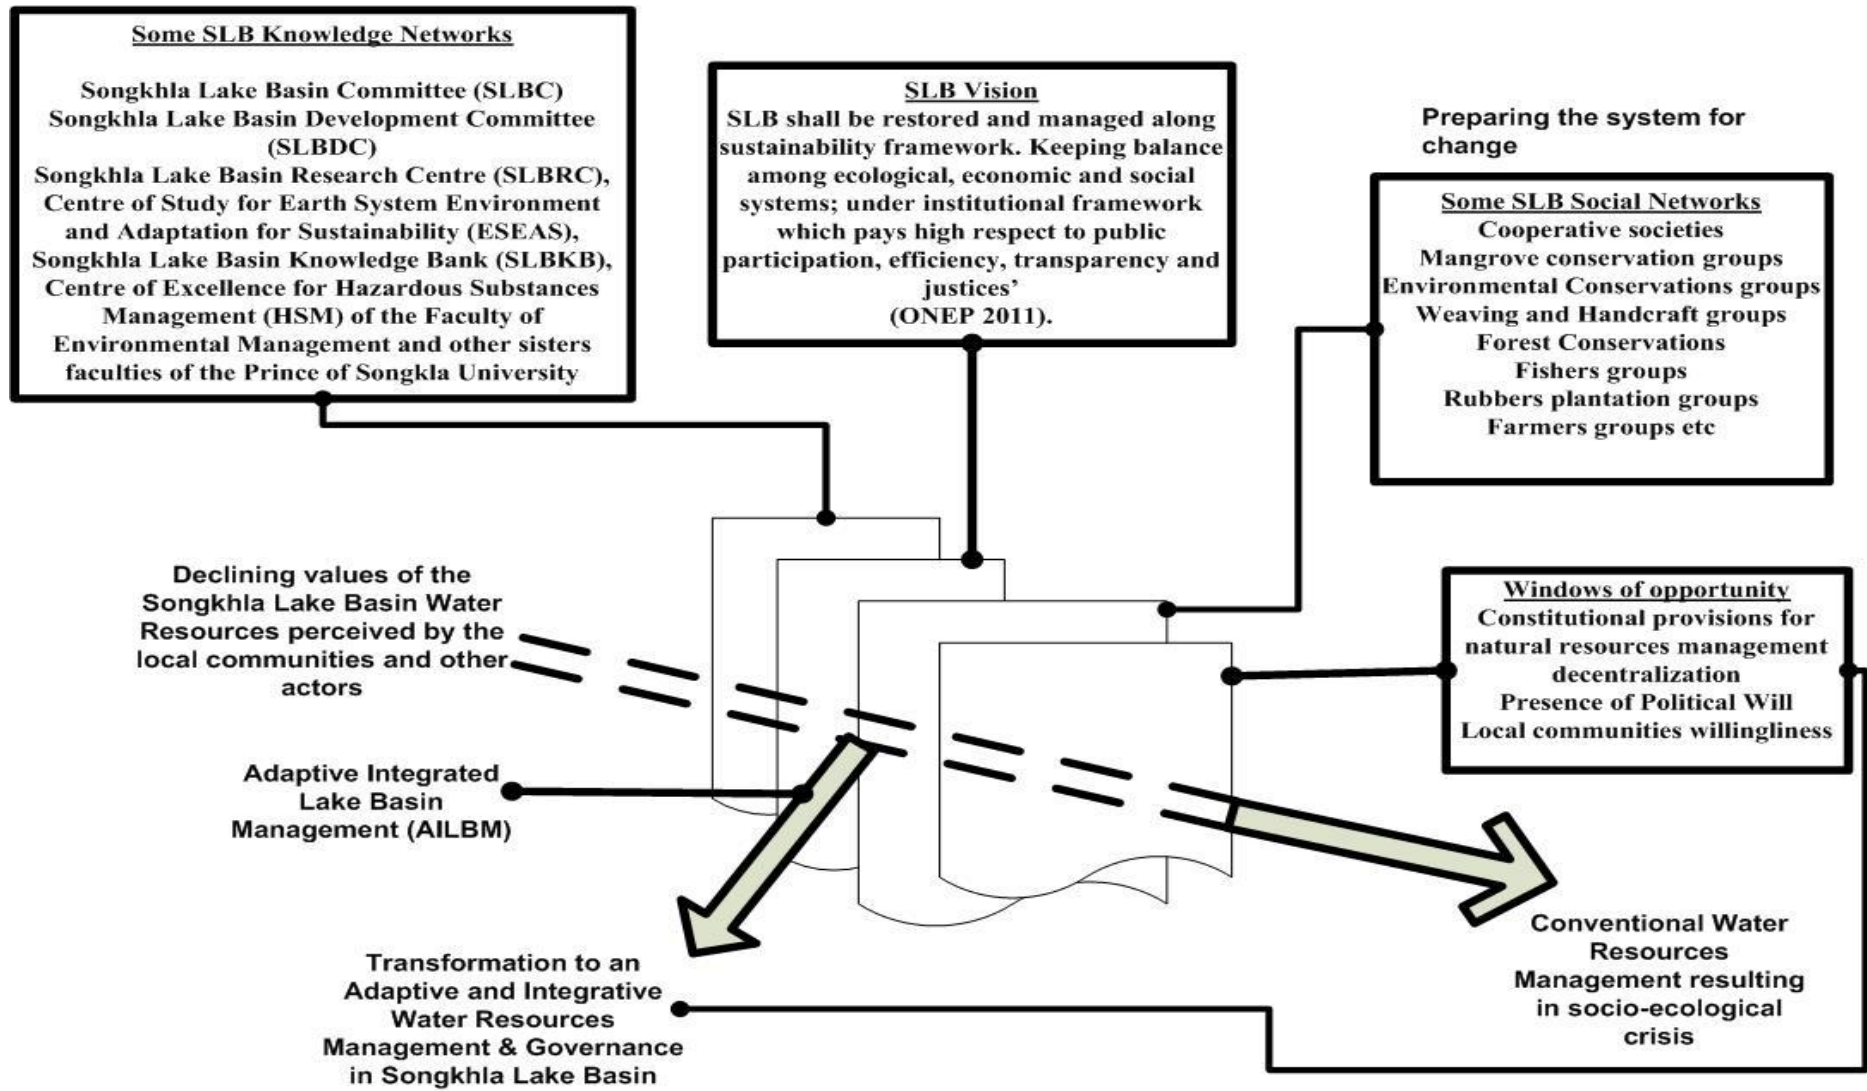 Some SLB Knowledge Networks
Songkhla Lake Basin Committee (SLBC)
Songkhla Lake Basin Development Committee
(SLBDC)
Songkhla Lake Basin Research Centre (SLBRC),
Centre of Study for Earth System Environment
and Adaptation for Sustainability (ESEAS),
Songkhla Lake Basin Knowledge Bank (SLBKB),
Centre of Excellence for Hazardous Substances
Management (HSM) of the Faculty of
Environmental Management and other sisters
faculties of the Prince of Songkla University
SLB Vision
SLB shall be restored and managed along
sustainability framework. Keeping balance
among ecological, economic and social
systems; under institutional framework
which pays high respect to public
participation, efficiency, transparency and
justices’
(ONEP 2011).
Preparing the system for
change
Some SLB Social Networks
Cooperative societies
Mangrove conservation groups
Environmental Conservations groups
Weaving and Handcraft groups
Forest Conservations
Fishers groups
Rubbers plantation groups
Farmers groups etc
Declining values of the
Songkhla Lake Basin Water
Resources perceived by the
local communities and other
actors
Windows of opportunity
Constitutional provisions for
natural resources management
decentralization
Presence of Political Will
Local communities willingliness
Adaptive Integrated
Lake Basin
Management (AILBM)
Transformation to an
Adaptive and Integrative
Water Resources
Management & Governance
in Songkhla Lake Basin
Conventional Water
Resources
Management resulting
in socio-ecological
crisis